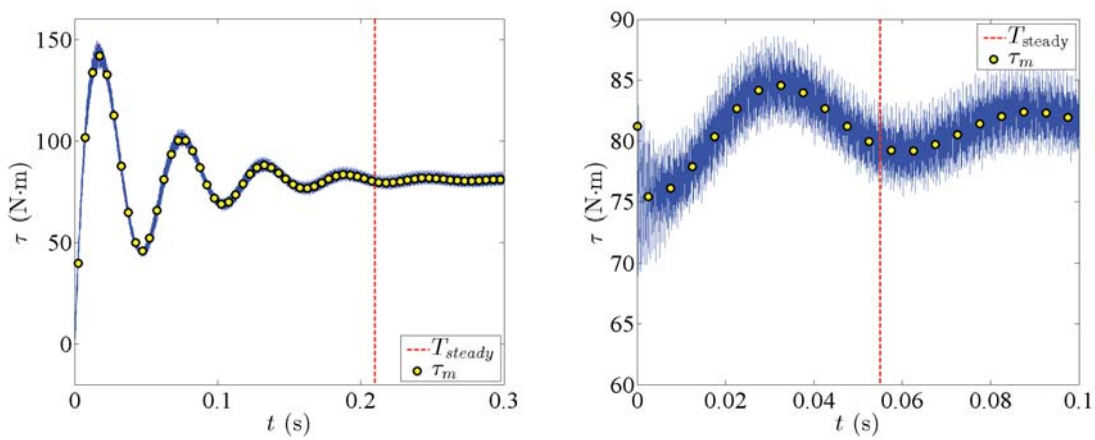 150
100
50
0
τ (N·m)
0
0.1
0.2
0.3
t (s)
T_steady
τ_m
90
85
80
75
70
65
60
τ (N·m)
0
0.02
0.04
0.06
0.08
0.1
t (s)
T_steady
τ_m